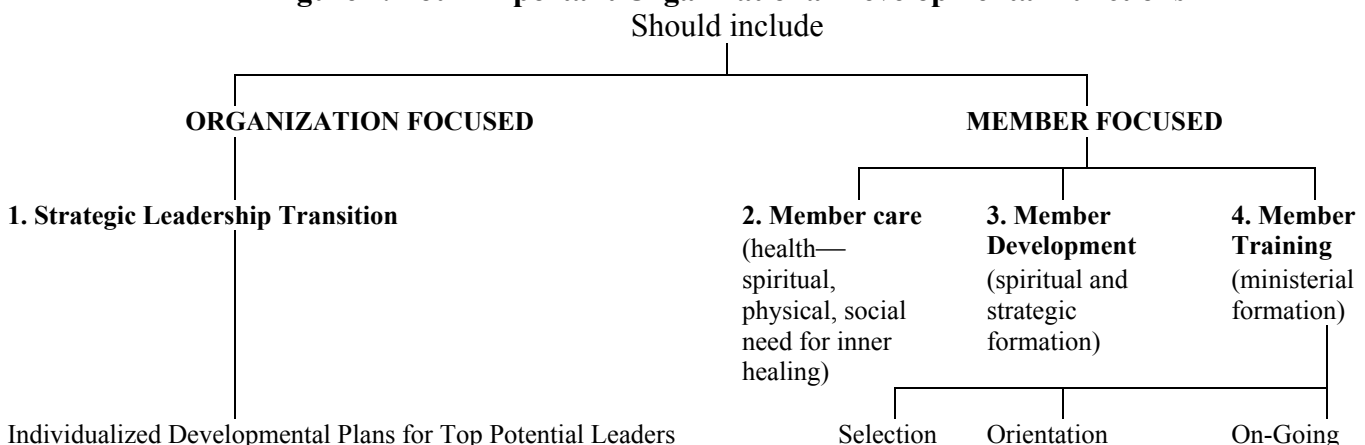 Should include
ORGANIZATION FOCUSED
MEMBER FOCUSED
1. Strategic Leadership Transition
2. Member care
(health—
spiritual,
physical, social
need for inner
healing)
3. Member
Development
(spiritual and
strategic
formation)
4. Member
Training
(ministerial
formation)
Individualized Developmental Plans for Top Potential Leaders
Selection
Orientation
On-Going